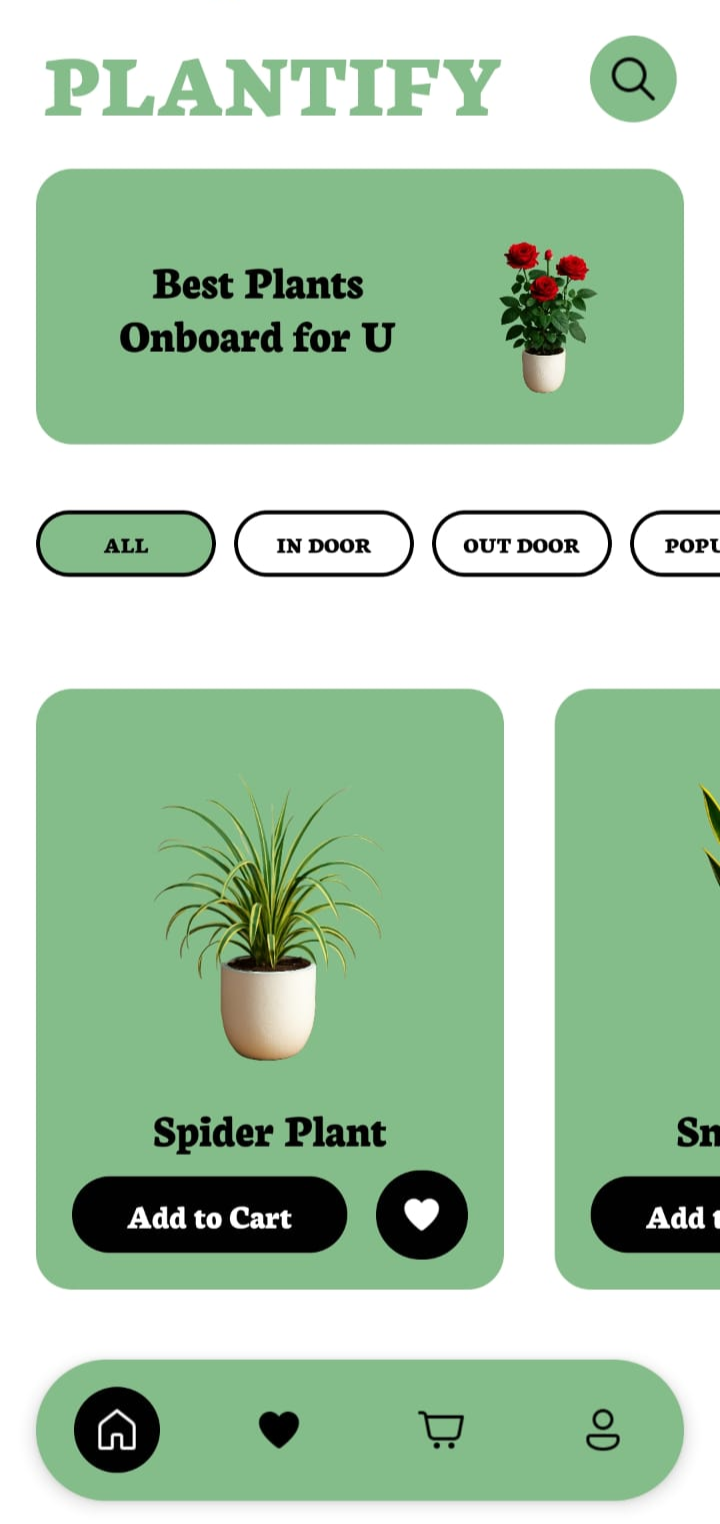 PLANTIFY
Best Plants
Onboard for U
ALL
IN DOOR
OUT DOOR
POPU
Spider Plant
Sn
Add to Cart
Add t